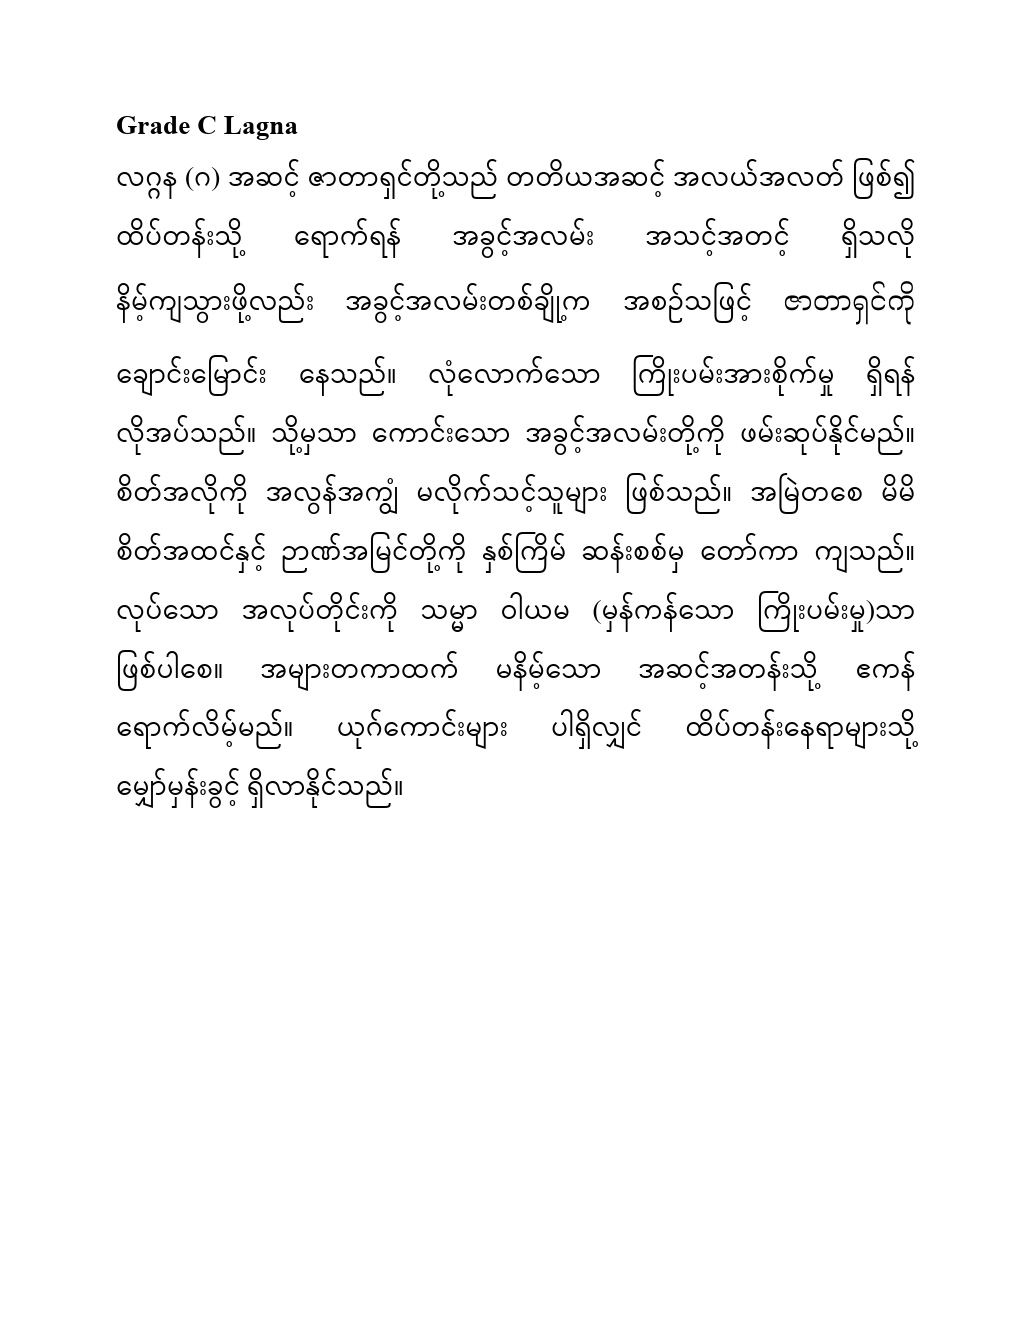 Grade C Lagna
လဂ္ဂန (ဂ) အဆင့် ဇာတာရှင်တို့သည် တတိယအဆင့် အလယ်အလတ် ဖြစ်၍
ထိပ်တန်းသို့ ရောက်ရန် အခွင့်အလမ်း အသင့်အတင့် ရှိသလို
နိမ့်ကျသွားဖို့လည်း အခွင့်အလမ်းတစ်ချို့က အစဉ်သဖြင့် ဇာတာရှင်ကို
ချောင်းမြောင်း နေသည်။ လုံလောက်သော ကြိုးပမ်းအားစိုက်မှု ရှိရန်
လိုအပ်သည်။ သို့မှသာ ကောင်းသော အခွင့်အလမ်းတို့ကို ဖမ်းဆုပ်နိုင်မည်။
စိတ်အလိုကို အလွန်အကျွံ မလိုက်သင့်သူများ ဖြစ်သည်။ အမြဲတစေ မိမိ
စိတ်အထင်နှင့် ဉာဏ်အမြင်တို့ကို နှစ်ကြိမ် ဆန်းစစ်မှ တော်ကာ ကျသည်။
လုပ်သော အလုပ်တိုင်းကို သမ္မာ ဝါယမ (မှန်ကန်သော ကြိုးပမ်းမှု)သာ
ဖြစ်ပါစေ။ အများတကာထက် မနိမ့်သော အဆင့်အတန်းသို့ ဧကန်
ရောက်လိမ့်မည်။ ယုဂ်ကောင်းများ ပါရှိလျှင် ထိပ်တန်းနေရာများသို့
မျှော်မှန်းခွင့် ရှိလာနိုင်သည်။